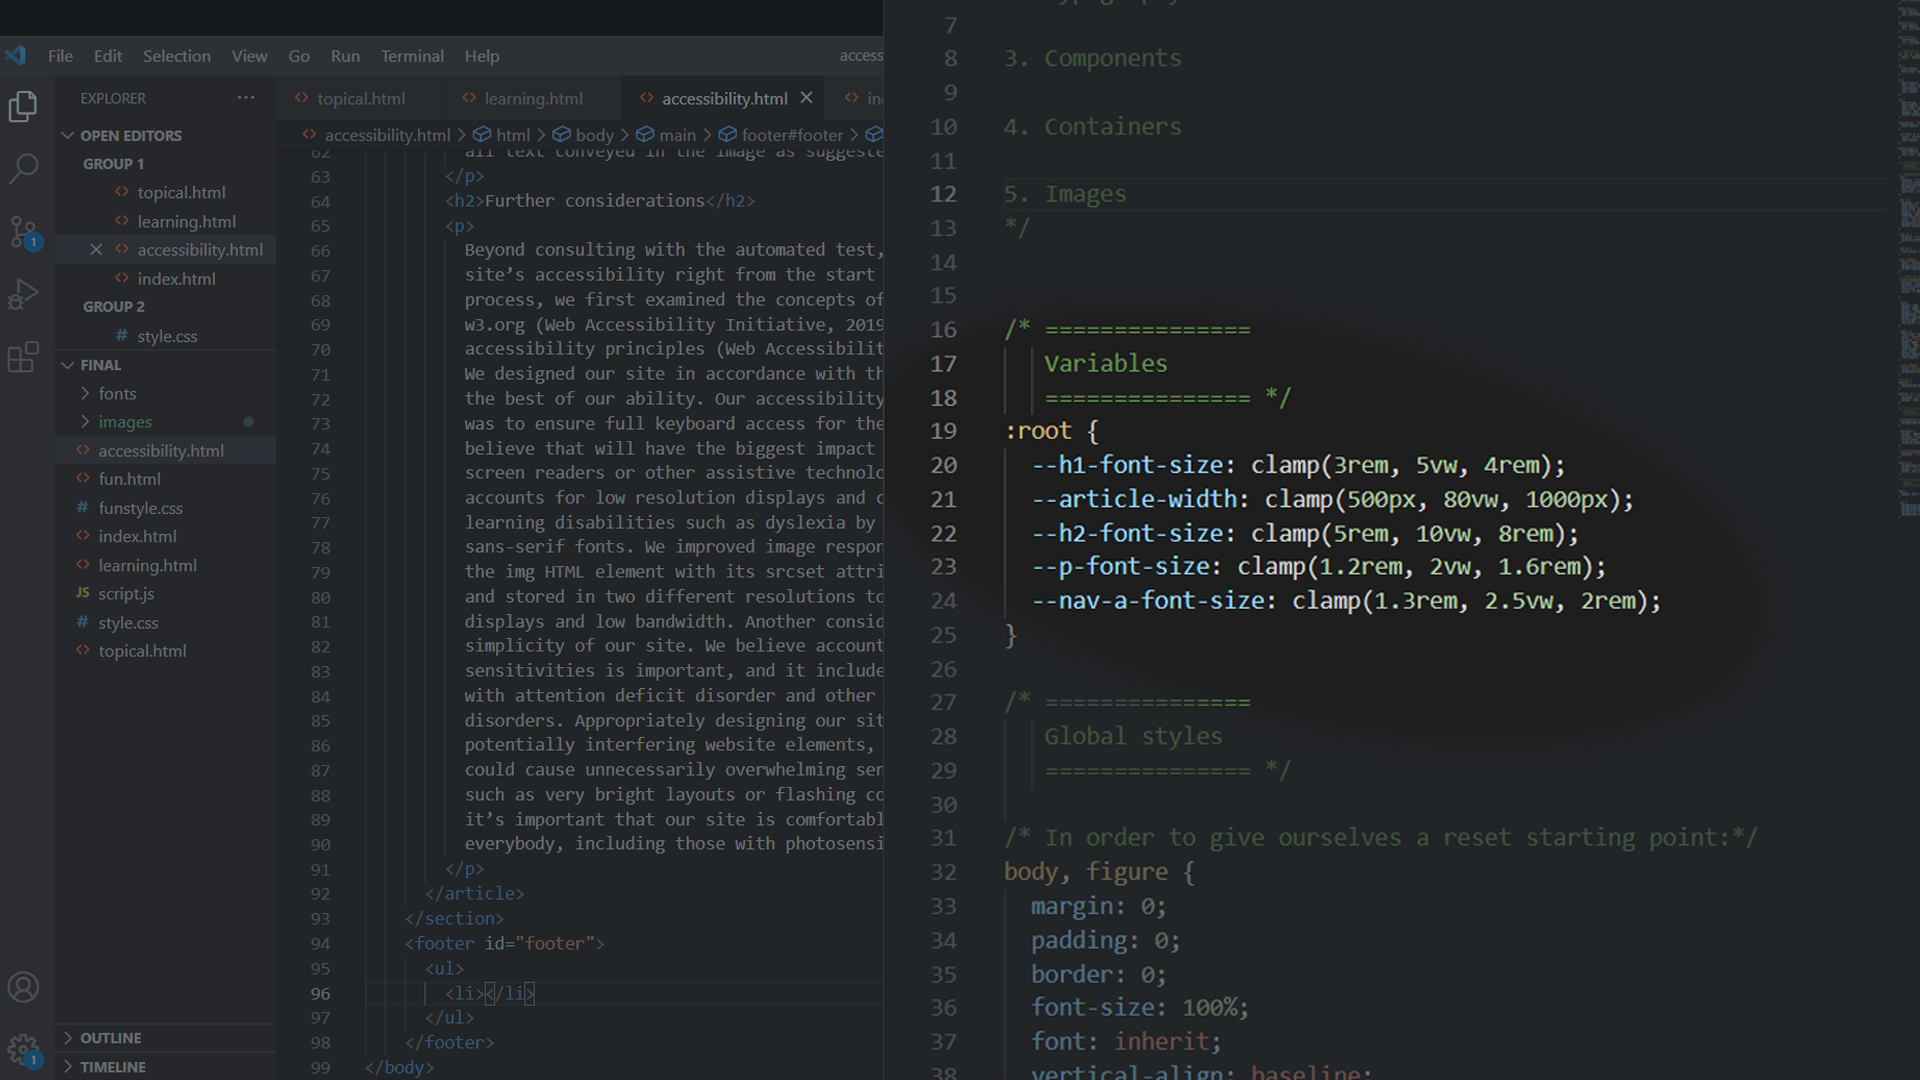 File Edit Selection View Go Run Terminal Help
access
EXPLORER ...
OPEN EDITORS
GROUP 1
topical.html
learning.html
accessibility.html
index.html
GROUP 2
# style.css
FINAL
fonts
images
accessibility.html
fun.html
# funstyle.css
index.html
learning.html
JS script.js
# style.css
topical.html
OUTLINE
TIMELINE
1
1
topical.html learning.html accessibility.html
accessibility.html > html > body > main > footer#footer >
62 all text conveyed in the image as suggeste
63 </p>
64 <h2>Further considerations</h2>
65 <p>
66 Beyond consulting with the automated test,
67 site’s accessibility right from the start
68 process, we first examined the concepts of
69 w3.org (Web Accessibility Initiative, 2019
70 accessibility principles (Web Accessibilit
71 We designed our site in accordance with th
72 the best of our ability. Our accessibility
73 was to ensure full keyboard access for the
74 believe that will have the biggest impact
75 screen readers or other assistive technolo
76 accounts for low resolution displays and c
77 learning disabilities such as dyslexia by
78 sans-serif fonts. We improved image respon
79 the img HTML element with its srcset attri
80 and stored in two different resolutions to
81 displays and low bandwidth. Another consid
82 simplicity of our site. We believe account
83 sensitivities is important, and it include
84 with attention deficit disorder and other
85 disorders. Appropriately designing our sit
86 potentially interfering website elements,
87 could cause unnecessarily overwhelming sen
88 such as very bright layouts or flashing co
89 it’s important that our site is comfortabl
90 everybody, including those with photosensi
91 </p>
92 </article>
93 </section>
94 <footer id="footer">
95 <ul>
96 <li></li>
97 </ul>
98 </footer>
99 </body>
7
8 3. Components
9
10 4. Containers
11
12 5. Images
13 */
14
15
16 /* ===============
17 Variables
18 =============== */
19 :root {
20 --h1-font-size: clamp(3rem, 5vw, 4rem);
21 --article-width: clamp(500px, 80vw, 1000px);
22 --h2-font-size: clamp(5rem, 10vw, 8rem);
23 --p-font-size: clamp(1.2rem, 2vw, 1.6rem);
24 --nav-a-font-size: clamp(1.3rem, 2.5vw, 2rem);
25 }
26
27 /* ===============
28 Global styles
29 =============== */
30
31 /* In order to give ourselves a reset starting point:*/
32 body, figure {
33 margin: 0;
34 padding: 0;
35 border: 0;
36 font-size: 100%;
37 font: inherit;
38 vertical-align: baseline;